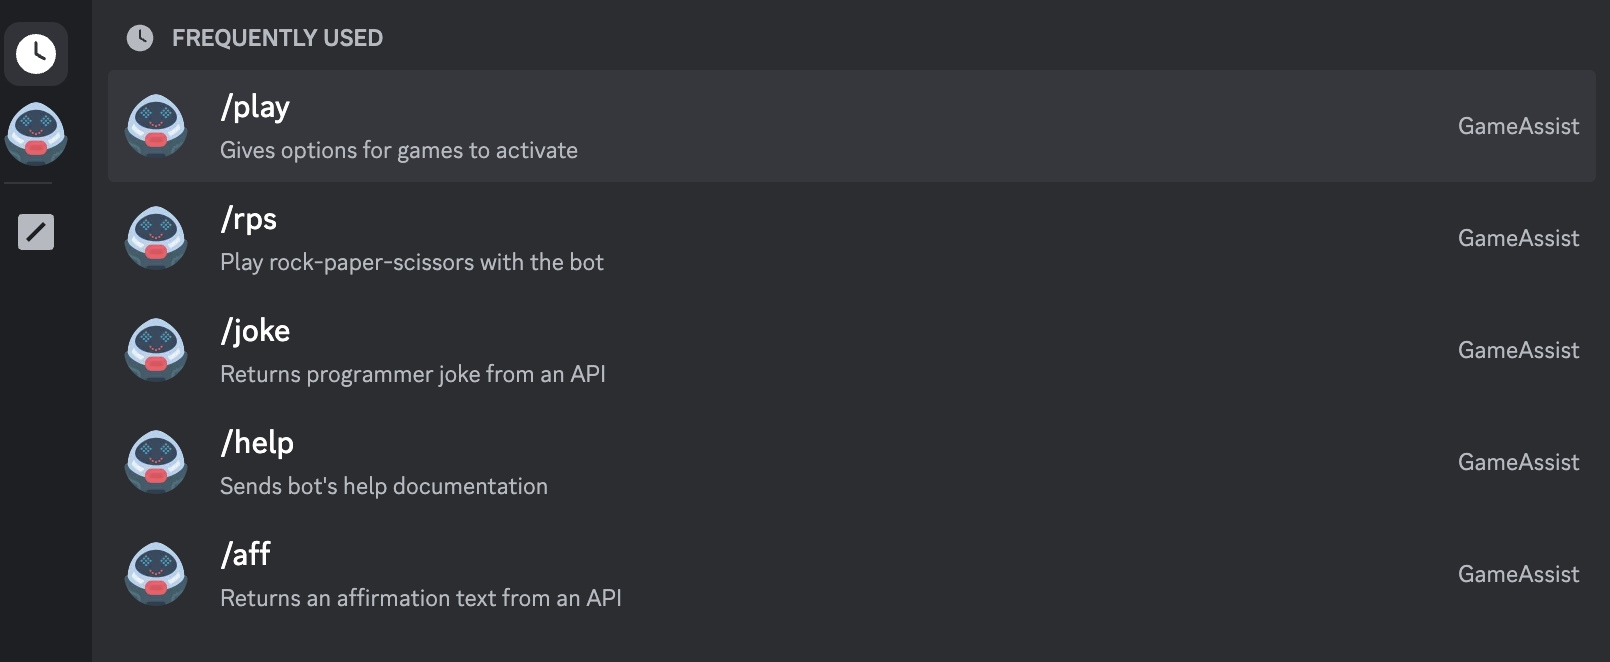 FREQUENTLY USED
/play
Gives options for games to activate
GameAssist
/rps
Play rock-paper-scissors with the bot
GameAssist
/joke
Returns programmer joke from an API
GameAssist
/help
Sends bot's help documentation
GameAssist
/aff
Returns an affirmation text from an API
GameAssist